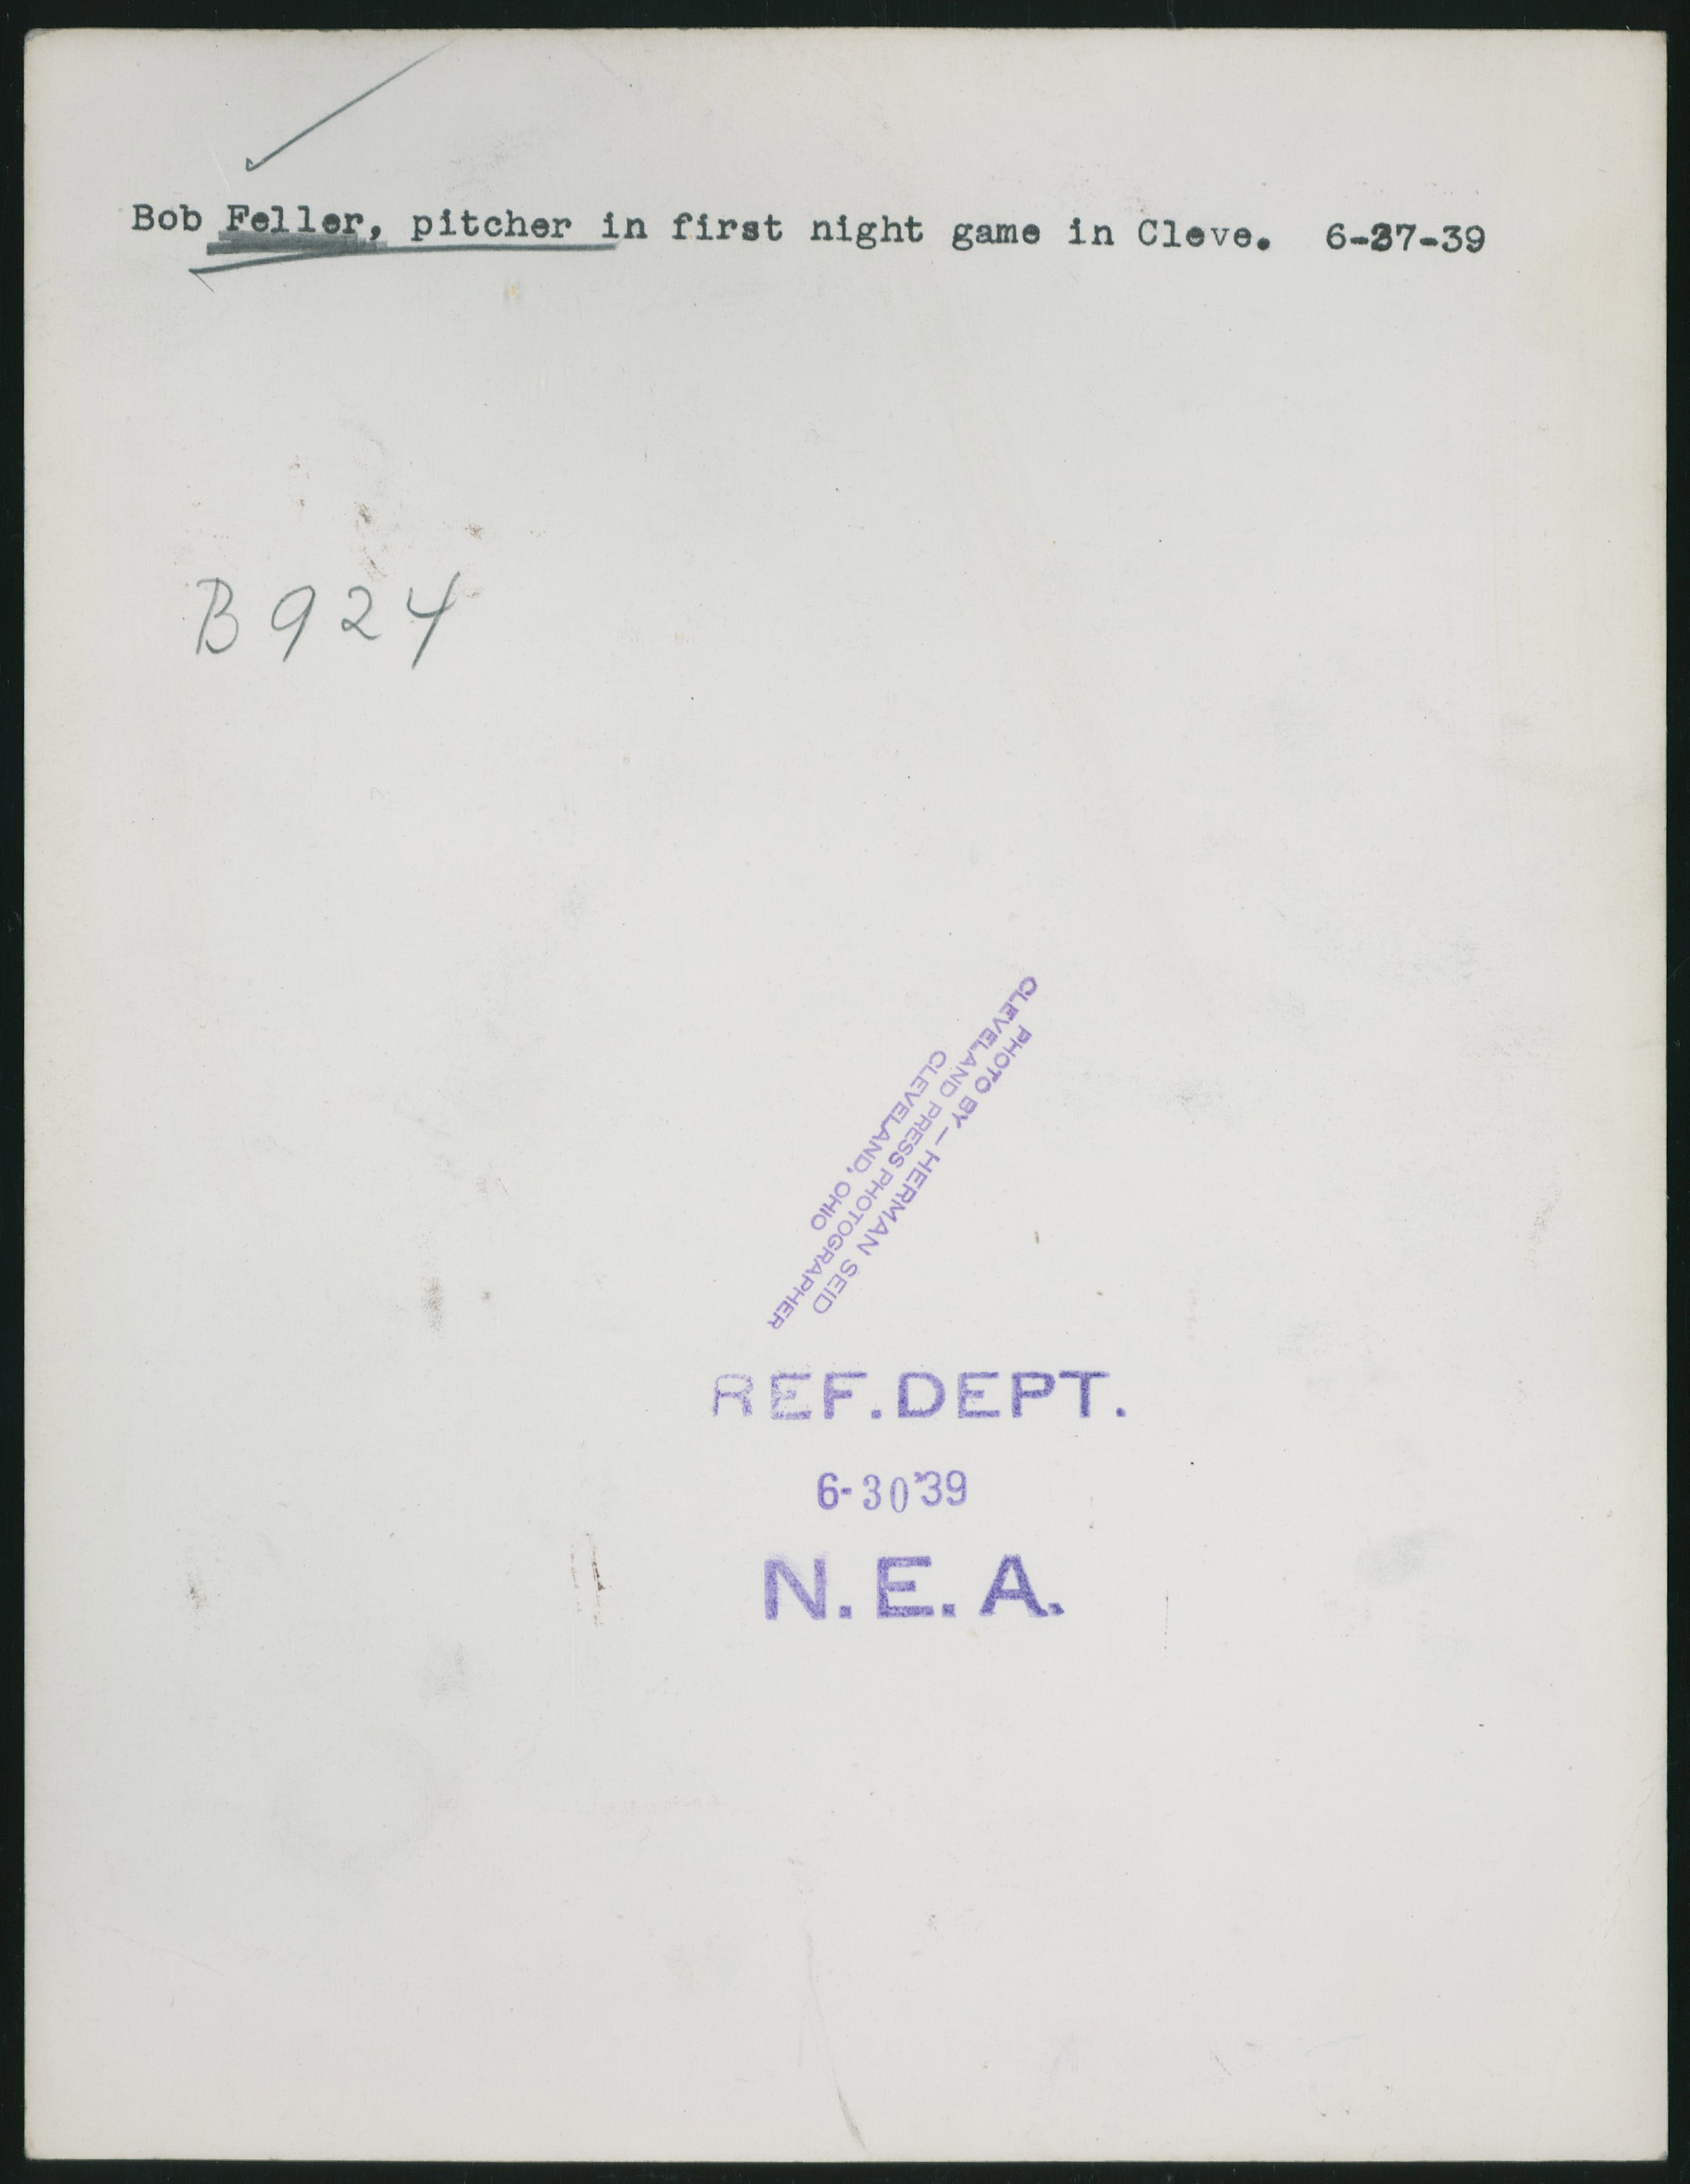 Bob Feller, pitcher in first night game in Cleve. 6-27-39
B924
PHOTO BY — HERMAN SEID
CLEVELAND PRESS PHOTOGRAPHER
CLEVELAND, OHIO
REF.DEPT.
6-30'39
N.E.A.